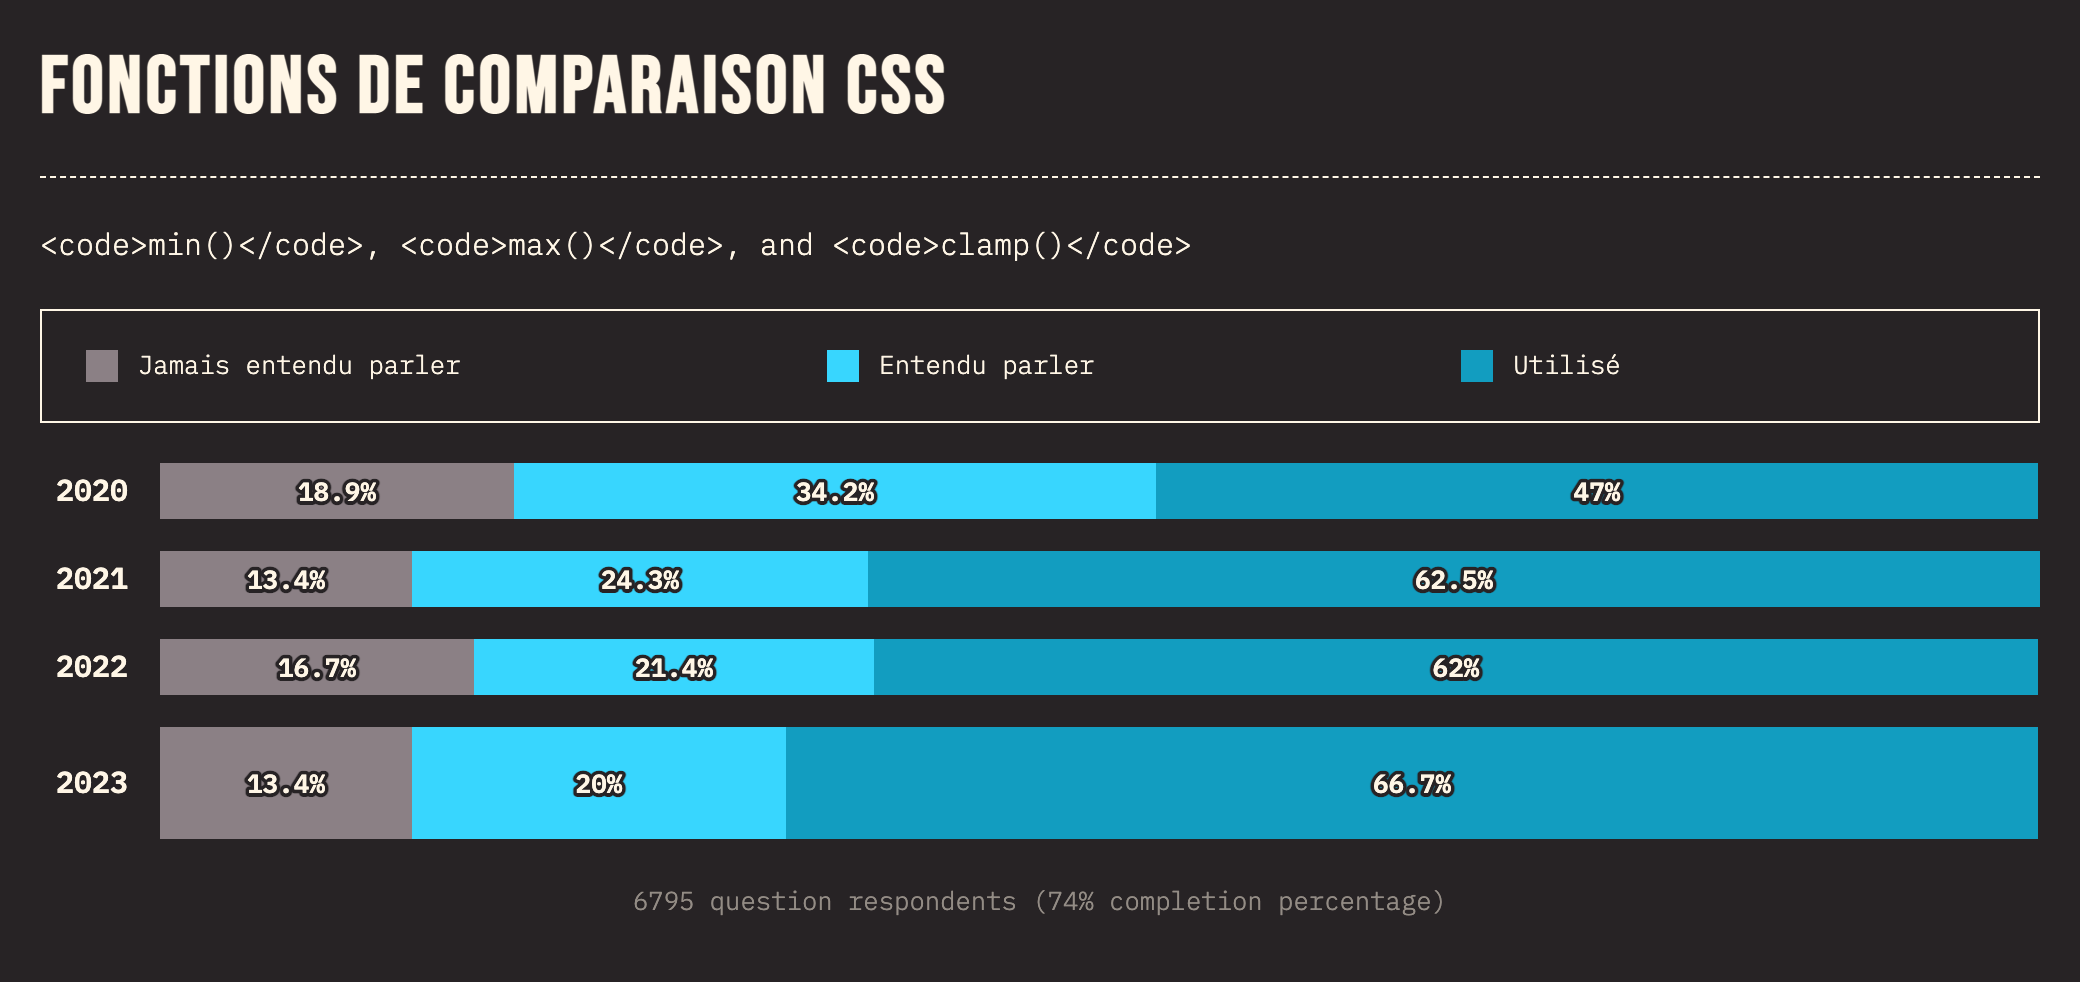 FONCTIONS DE COMPARAISON CSS
<code>min()</code>, <code>max()</code>, and <code>clamp()</code>
Jamais entendu parler Entendu parler Utilisé
2020 18.9% 34.2% 47%
2021 13.4% 24.3% 62.5%
2022 16.7% 21.4% 62%
2023 13.4% 20% 66.7%
6795 question respondents (74% completion percentage)